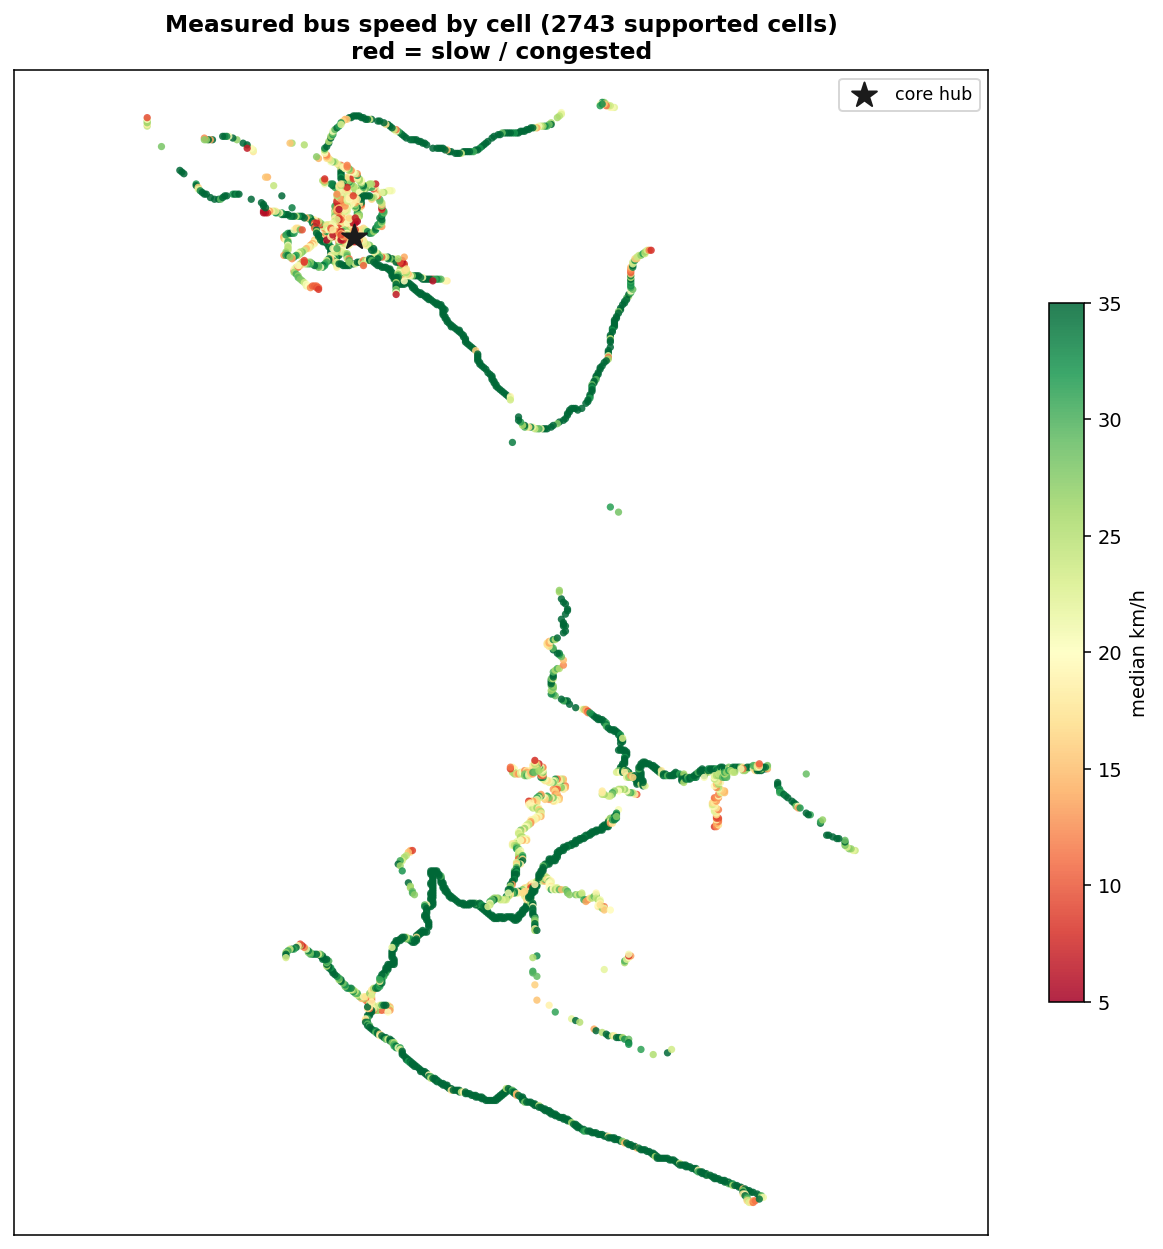 Measured bus speed by cell (2743 supported cells)
red = slow / congested
core hub
35
30
25
20
15
10
5
median km/h